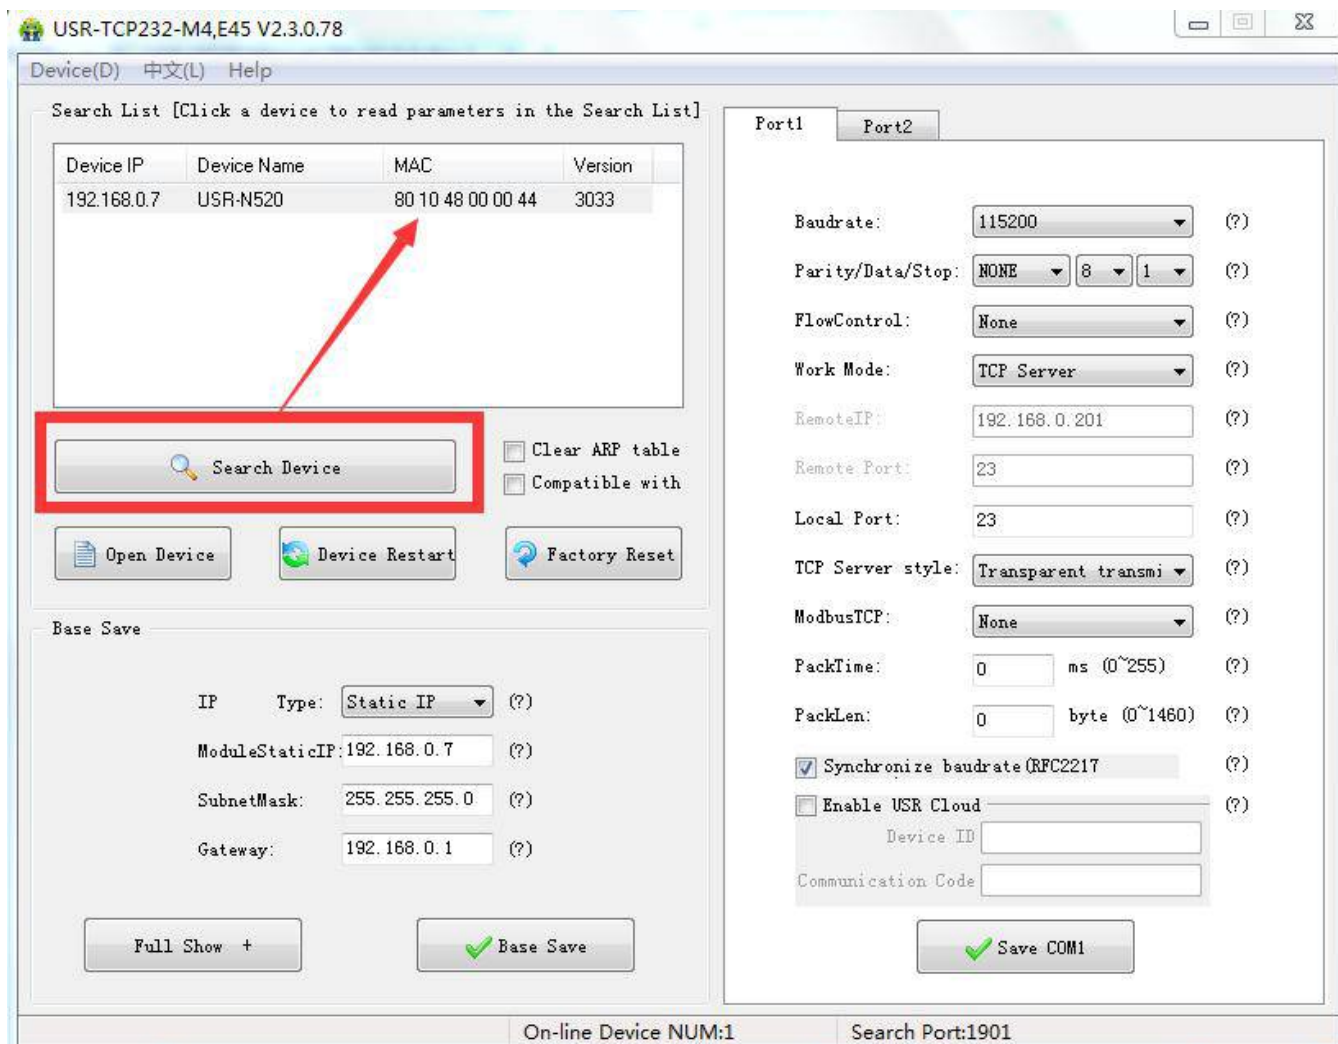 USR-TCP232-M4,E45 V2.3.0.78
Device(D) 中文(L) Help
Search List [Click a device to read parameters in the Search List]
Device IP Device Name MAC Version
192.168.0.7 USR-N520 80 10 48 00 00 44 3033
Search Device
Clear ARP table
Compatible with
Open Device
Device Restart
Factory Reset
Base Save
IP Type: Static IP (?)
ModuleStaticIP: 192.168.0.7 (?)
SubnetMask: 255.255.255.0 (?)
Gateway: 192.168.0.1 (?)
Full Show +
Base Save
Port1 Port2
Baudrate: 115200 (?)
Parity/Data/Stop: NONE 8 1 (?)
FlowControl: None (?)
Work Mode: TCP Server (?)
RemoteIP: 192.168.0.201 (?)
Remote Port: 23 (?)
Local Port: 23 (?)
TCP Server style: Transparent transmi (?)
ModbusTCP: None (?)
PackTime: 0 ms (0~255) (?)
PackLen: 0 byte (0~1460) (?)
Synchronize baudrate(RFC2217 (?)
Enable USR Cloud (?)
Device ID
Communication Code
Save COM1
On-line Device NUM:1 Search Port:1901